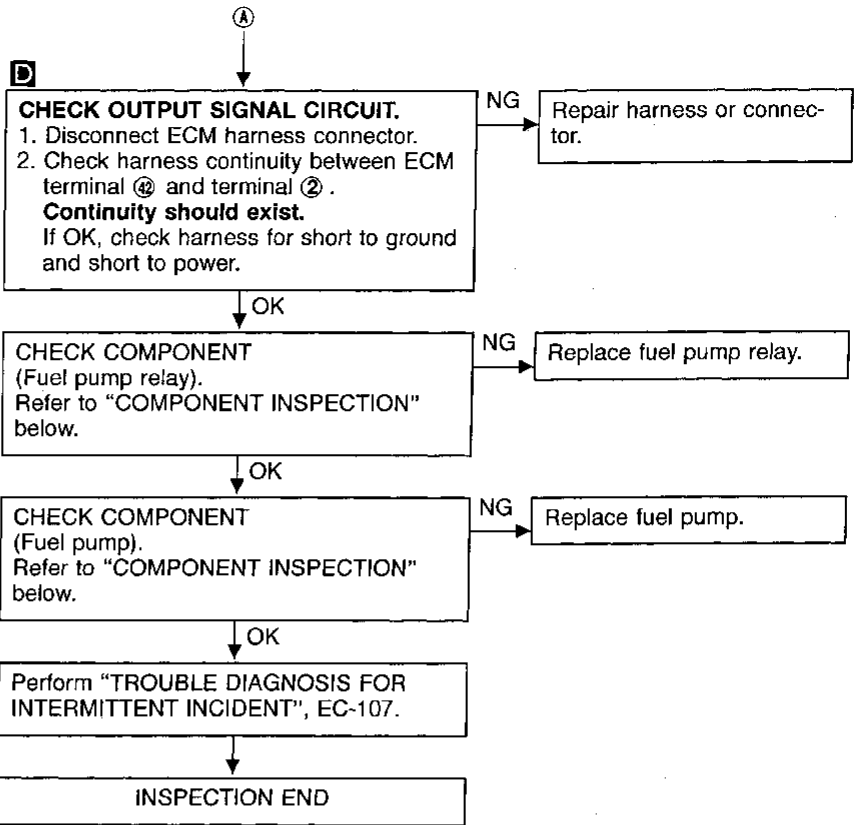 Ⓐ
D
CHECK OUTPUT SIGNAL CIRCUIT.
1. Disconnect ECM harness connector.
2. Check harness continuity between ECM
terminal ㊷ and terminal ② .
Continuity should exist.
If OK, check harness for short to ground
and short to power.
NG
Repair harness or connec-
tor.
OK
CHECK COMPONENT
(Fuel pump relay).
Refer to "COMPONENT INSPECTION"
below.
NG
Replace fuel pump relay.
OK
CHECK COMPONENT
(Fuel pump).
Refer to "COMPONENT INSPECTION"
below.
NG
Replace fuel pump.
OK
Perform "TROUBLE DIAGNOSIS FOR
INTERMITTENT INCIDENT", EC-107.
INSPECTION END